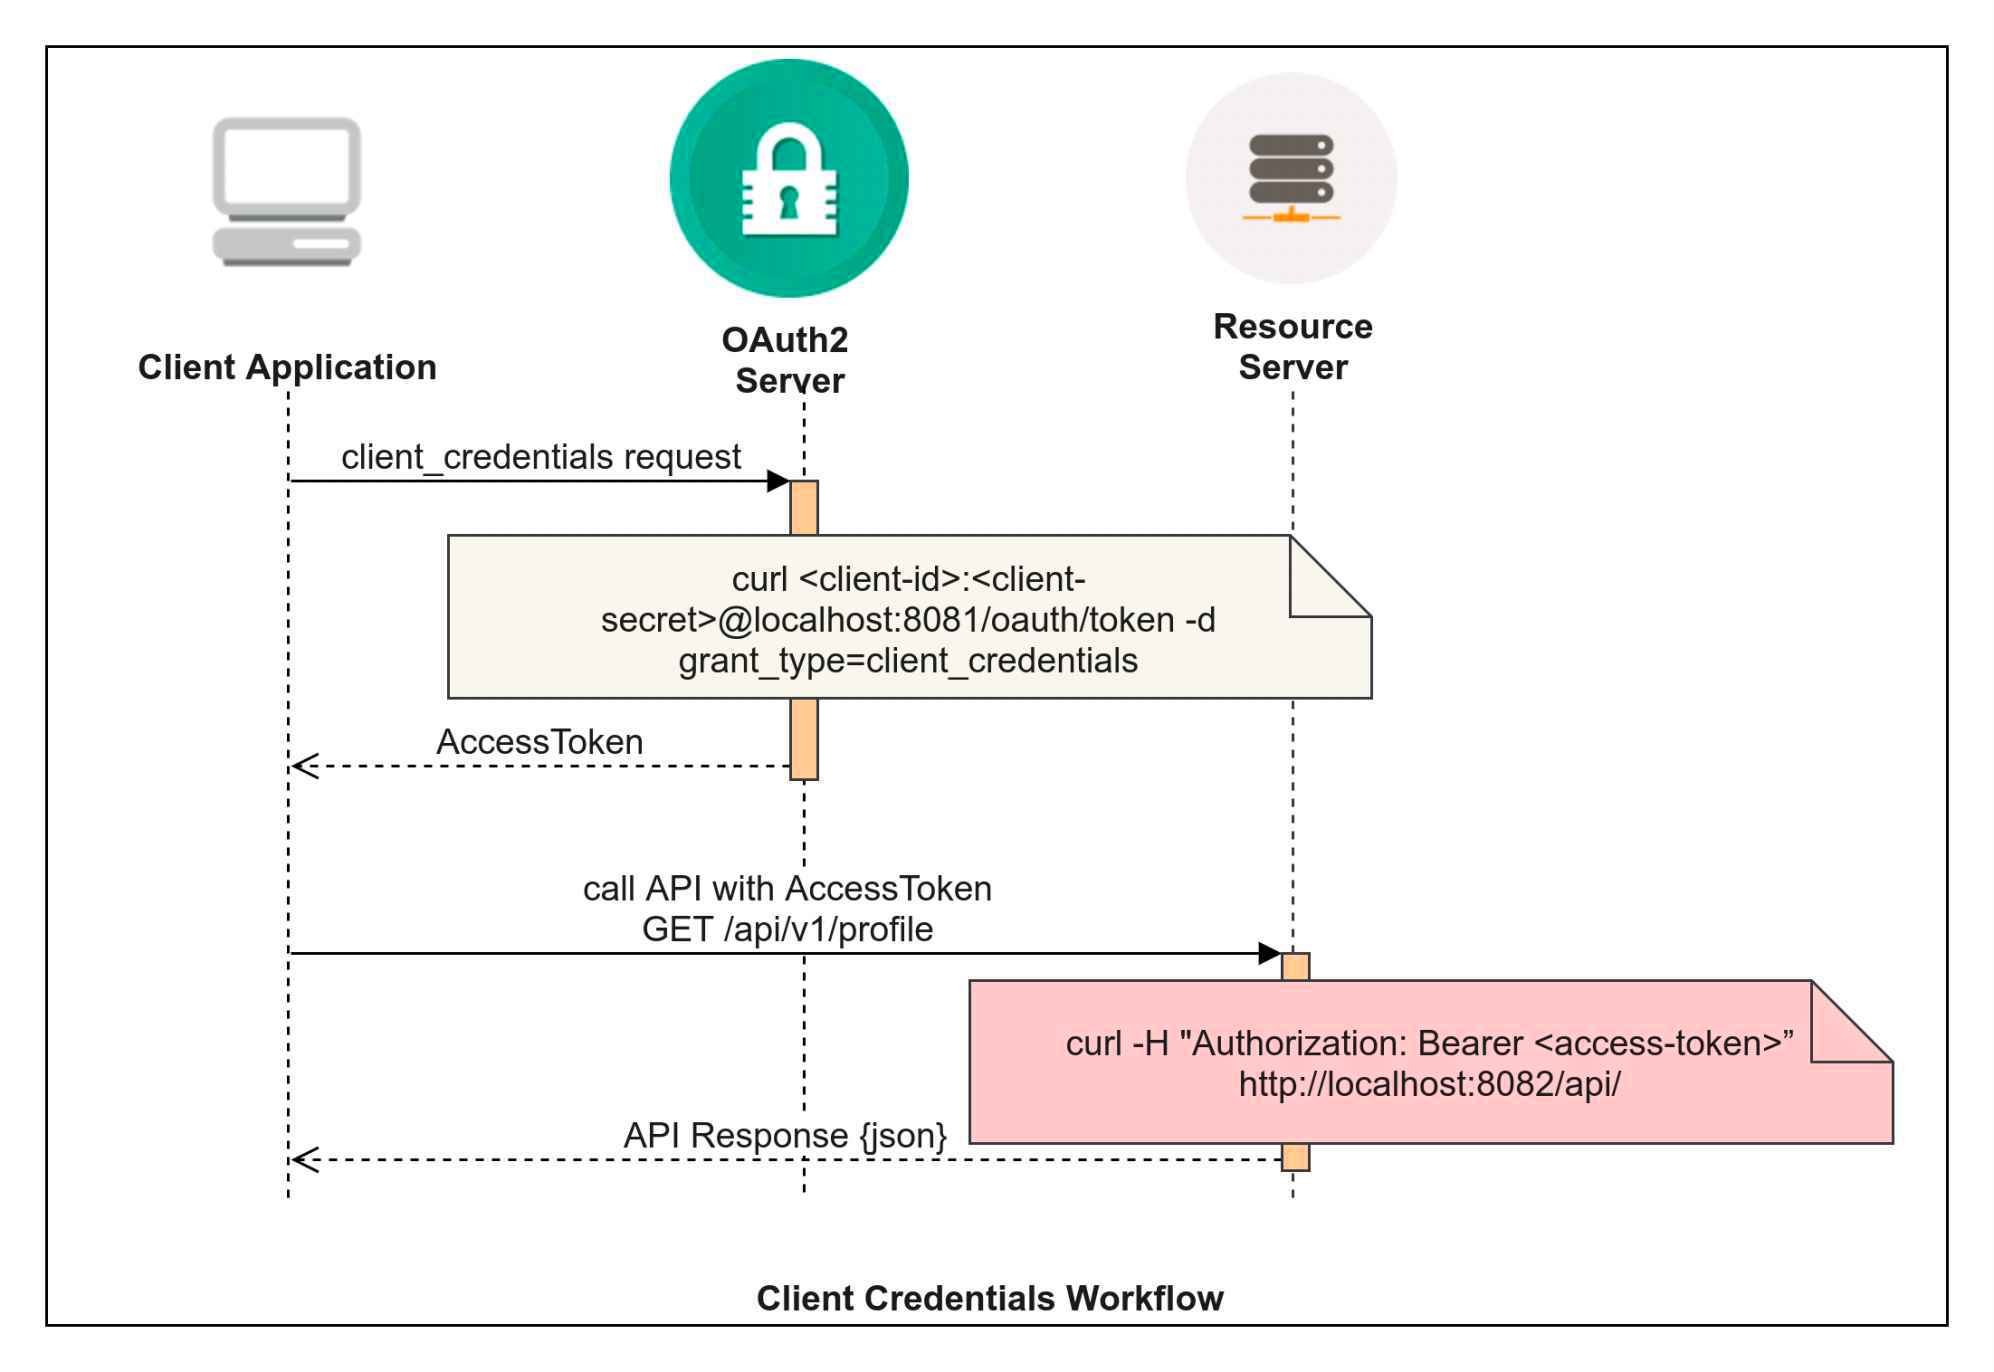 Client Application
OAuth2
Server
Resource
Server
client_credentials request
curl <client-id>:<client-
secret>@localhost:8081/oauth/token -d
grant_type=client_credentials
AccessToken
call API with AccessToken
GET /api/v1/profile
curl -H "Authorization: Bearer <access-token>”
http://localhost:8082/api/
API Response {json}
Client Credentials Workflow